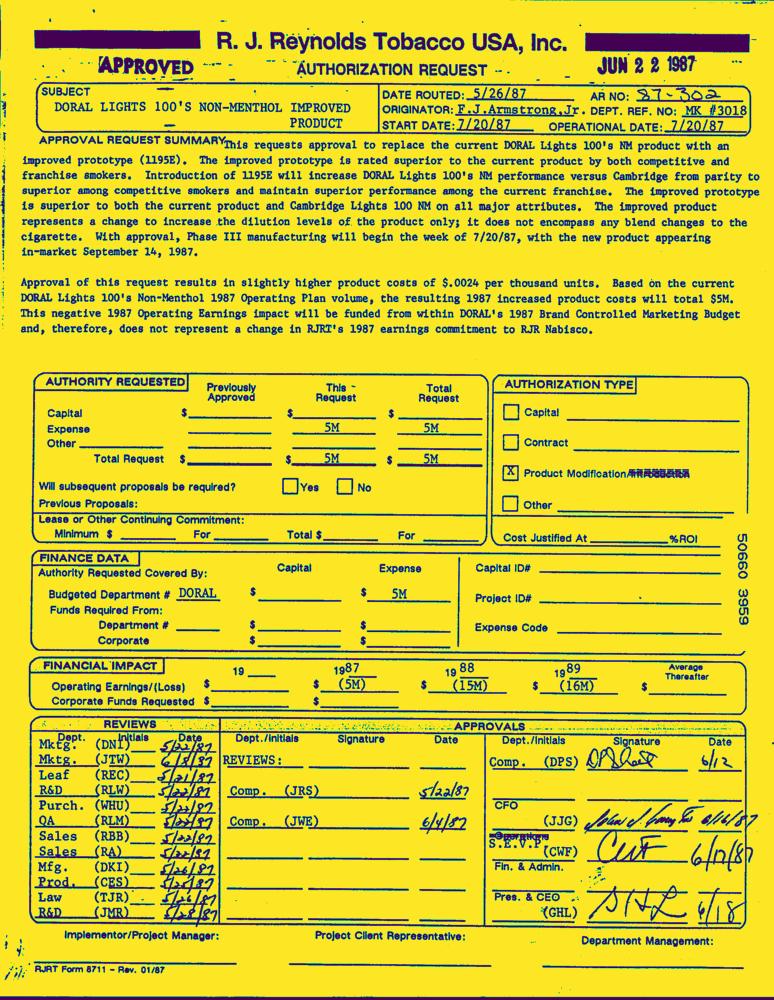 R. J. Reynolds Tobacco USA, Inc.
APPROVED
AUTHORIZATION REQUEST
JUN 2 2 1987
SUBJECT
DORAL LIGHTS 100'S NON-MENTHOL IMPROVED
PRODUCT
DATE ROUTED: 5/26/87 AR NO: 87-302
ORIGINATOR: F.J.Armstrong,Jr. DEPT. REF. NO: MK #3018
START DATE: 7/20/87 OPERATIONAL DATE: 7/20/87
APPROVAL REQUEST SUMMARY This requests approval to replace the current DORAL Lights 100's NM product with an
improved prototype (1195E). The improved prototype is rated superior to the current product by both competitive and
franchise smokers. Introduction of 1195E will increase DORAL Lights 100's NM performance versus Cambridge from parity to
superior among competitive smokers and maintain superior performance among the current franchise. The improved prototype
is superior to both the current product and Cambridge Lights 100 NM on all major attributes. The improved product
represents a change to increase the dilution levels of the product only; it does not encompass any blend changes to the
cigarette. With approval, Phase III manufacturing will begin the week of 7/20/87, with the new product appearing
in-market September 14, 1987.
Approval of this request results in slightly higher product costs of $.0024 per thousand units. Based on the current
DORAL Lights 100's Non-Menthol 1987 Operating Plan volume, the resulting 1987 increased product costs will total $5M.
This negative 1987 Operating Earnings impact will be funded from within DORAL's 1987 Brand Controlled Marketing Budget
and, therefore, does not represent a change in RJRT's 1987 earnings commitment to RJR Nabisco.
AUTHORITY REQUESTED
Previously Approved This Request Total Request
Capital $ $ $
Expense 5M 5M
Other
Total Request $ $ 5M $ 5M
Will subsequent proposals be required? Yes No
Previous Proposals:
Lease or Other Continuing Commitment:
Minimum $ For Total $ For
AUTHORIZATION TYPE
Capital
Contract
X Product Modification/
Other
Cost Justified At %ROI
50660 3959
FINANCE DATA
Authority Requested Covered By: Capital Expense Capital ID#
Budgeted Department # DORAL $ $ 5M Project ID#
Funds Required From:
Department # $ $ Expense Code
Corporate $ $
FINANCIAL IMPACT
19 1987 1988 1989 Average Thereafter
Operating Earnings/(Loss) $ $ (5M) $ (15M) $ (16M) $
Corporate Funds Requested $ $
REVIEWS
Dept. Initials Date
Mktg. (DNI) 5/22/87
Mktg. (JTW) 6/8/87
Leaf (REC) 5/21/87
R&D (RLW) 5/22/87
Purch. (WHU) 5/22/87
QA (RLM) 5/22/87
Sales (RBB) 5/22/87
Sales (RA) 5/22/87
Mfg. (DKI) 5/26/87
Prod. (CES) 5/25/87
Law (TJR) 5/26/87
R&D (JMR) 5/28/87
APPROVALS
Dept./Initials Signature Date
REVIEWS:
Comp. (JRS) 5/22/87
Comp. (JWE) 6/4/87
Dept./Initials Signature Date
Comp. (DPS) 6/12
CFO
(JJG) 6/16/87
Operations
S.E.V.P.
(CWF) CWF 6/17/87
Fin. & Admin.
Pres. & CEO
(GHL) 6/18
Implementor/Project Manager: Project Client Representative: Department Management:
RJRT Form 8711 - Rev. 01/87